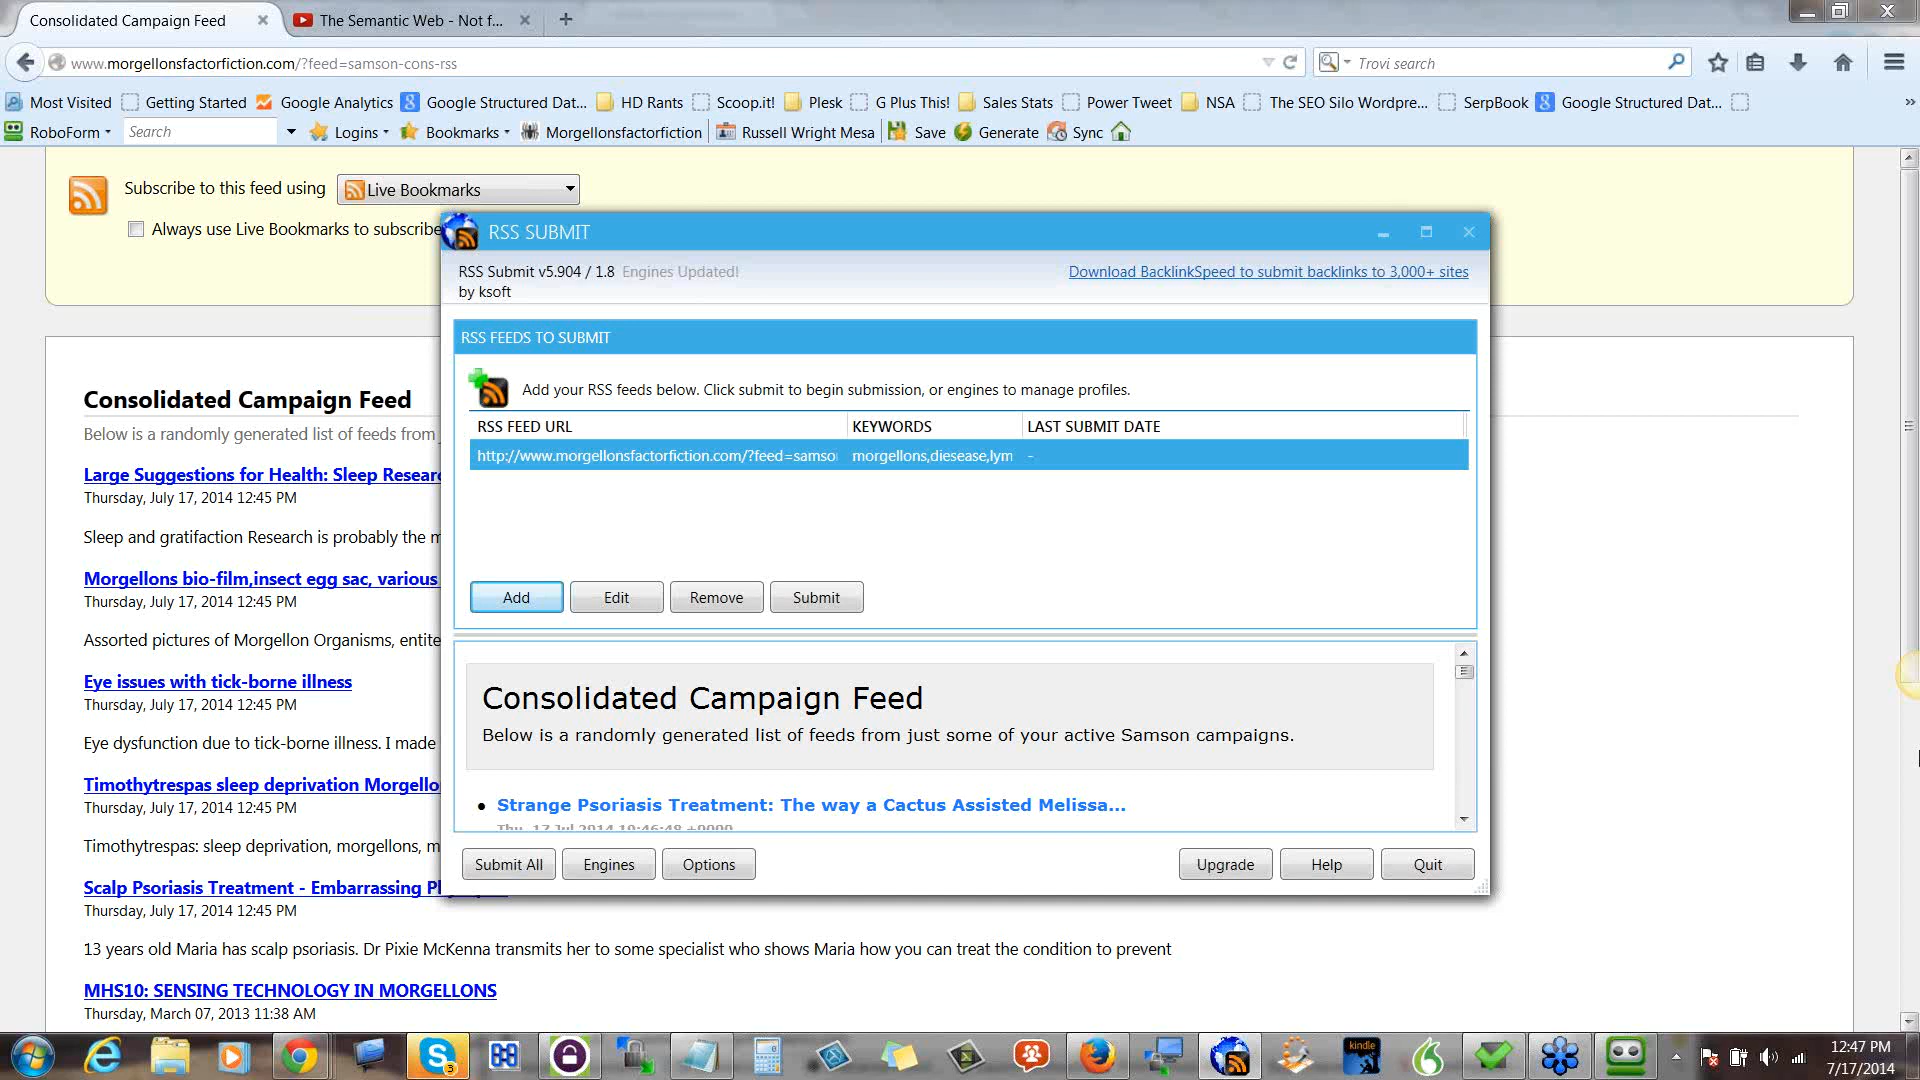 Consolidated Campaign Feed
The Semantic Web - Not f...
www.morgellonsfactorfiction.com/?feed=samson-cons-rss
Trovi search
Most Visited Getting Started Google Analytics Google Structured Dat... HD Rants Scoop.it! Plesk G Plus This! Sales Stats Power Tweet NSA The SEO Silo Wordpre... SerpBook Google Structured Dat...
RoboForm Search Logins Bookmarks Morgellonsfactorfiction Russell Wright Mesa Save Generate Sync
Subscribe to this feed using Live Bookmarks
Always use Live Bookmarks to subscribe
RSS SUBMIT
RSS Submit v5.904 / 1.8 Engines Updated!
by ksoft
Download BacklinkSpeed to submit backlinks to 3,000+ sites
RSS FEEDS TO SUBMIT
Add your RSS feeds below. Click submit to begin submission, or engines to manage profiles.
RSS FEED URL KEYWORDS LAST SUBMIT DATE
http://www.morgellonsfactorfiction.com/?feed=samso morgellons,diesease,lym -
Add Edit Remove Submit
Consolidated Campaign Feed
Below is a randomly generated list of feeds from just some of your active Samson campaigns.
Strange Psoriasis Treatment: The way a Cactus Assisted Melissa...
Thu, 17 Jul 2014 19:46:48 +0000
Submit All Engines Options Upgrade Help Quit
Consolidated Campaign Feed
Below is a randomly generated list of feeds from
Large Suggestions for Health: Sleep Resear
Thursday, July 17, 2014 12:45 PM
Sleep and gratifaction Research is probably the
Morgellons bio-film,insect egg sac, various
Thursday, July 17, 2014 12:45 PM
Assorted pictures of Morgellon Organisms, entite
Eye issues with tick-borne illness
Thursday, July 17, 2014 12:45 PM
Eye dysfunction due to tick-borne illness. I made
Timothytrespas sleep deprivation Morgello
Thursday, July 17, 2014 12:45 PM
Timothytrespas: sleep deprivation, morgellons, m
Scalp Psoriasis Treatment - Embarrassing
Thursday, July 17, 2014 12:45 PM
13 years old Maria has scalp psoriasis. Dr Pixie McKenna transmits her to some specialist who shows Maria how you can treat the condition to prevent
MHS10: SENSING TECHNOLOGY IN MORGELLONS
Thursday, March 07, 2013 11:38 AM
3
kindle
12:47 PM
7/17/2014